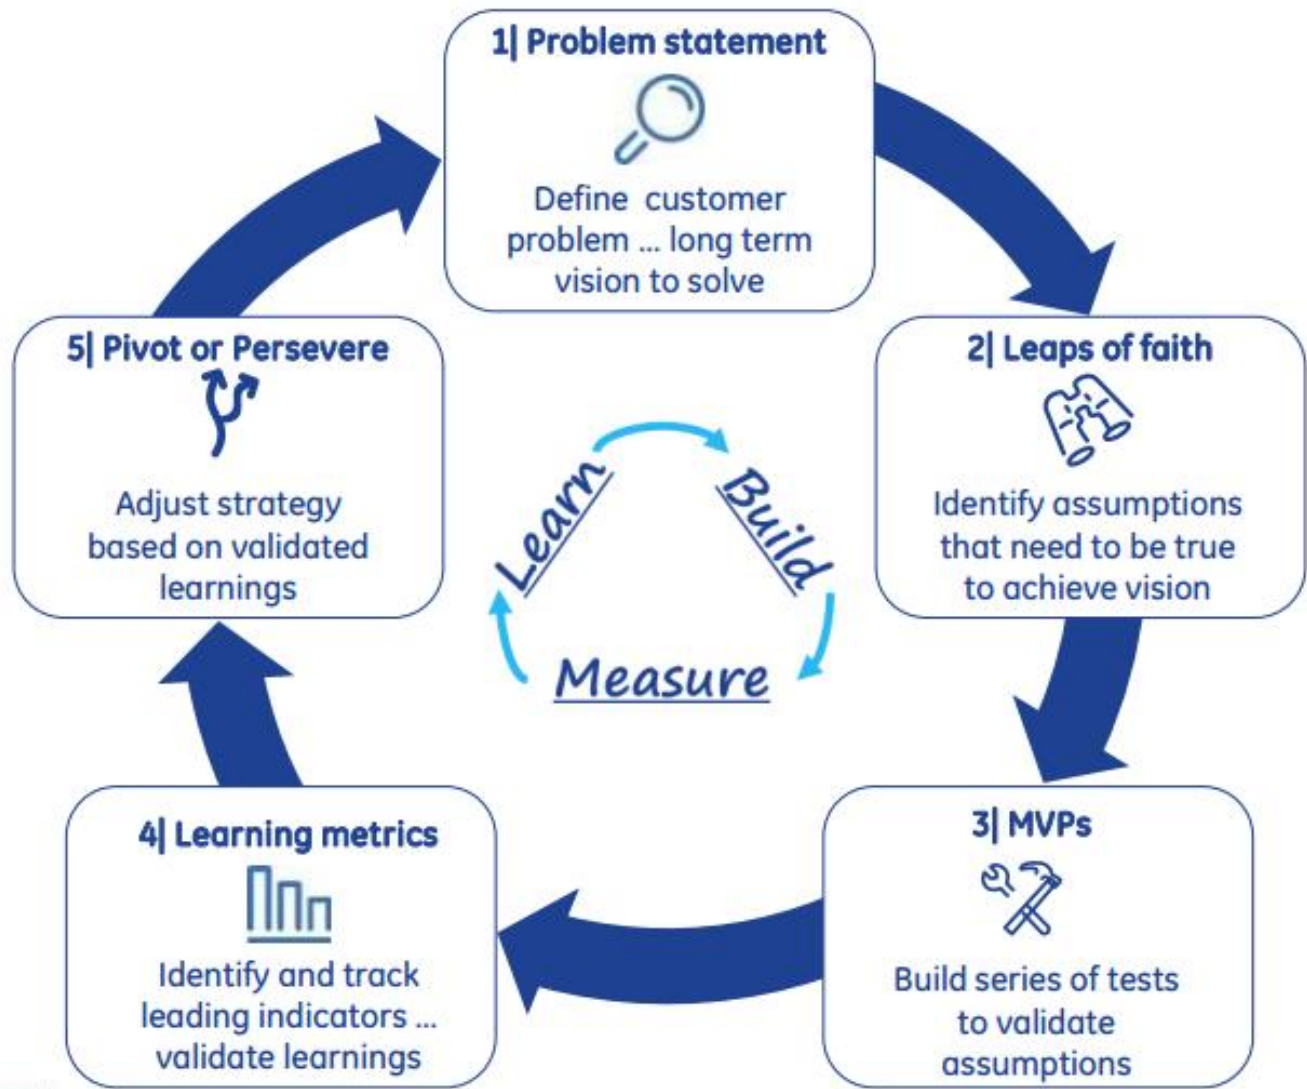 1| Problem statement
Define customer
problem ... long term
vision to solve
2| Leaps of faith
Identify assumptions
that need to be true
to achieve vision
3| MVPs
Build series of tests
to validate
assumptions
4| Learning metrics
Identify and track
leading indicators ...
validate learnings
5| Pivot or Persevere
Adjust strategy
based on validated
learnings
Learn
Build
Measure